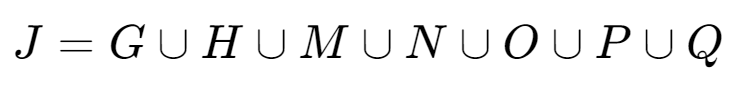 J = G ∪ H ∪ M ∪ N ∪ O ∪ P ∪ Q